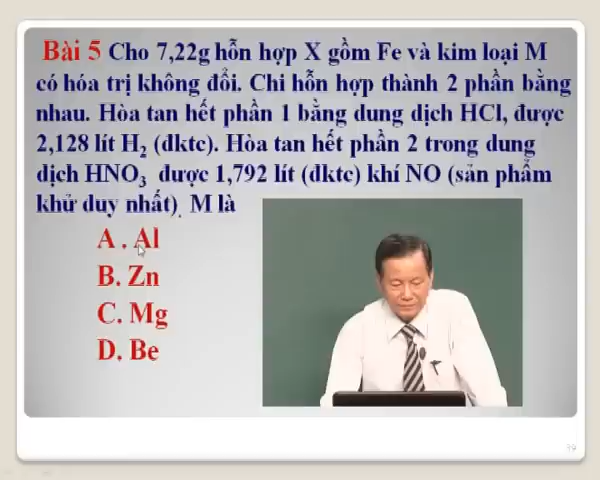 Bài 5 Cho 7,22g hỗn hợp X gồm Fe và kim loại M
có hóa trị không đổi. Chi hỗn hợp thành 2 phần bằng
nhau. Hòa tan hết phần 1 bằng dung dịch HCl, được
2,128 lít H₂ (đktc). Hòa tan hết phần 2 trong dung
dịch HNO₃ được 1,792 lít (đktc) khí NO (sản phẩm
khử duy nhất). M là
A . Al
B. Zn
C. Mg
D. Be
19